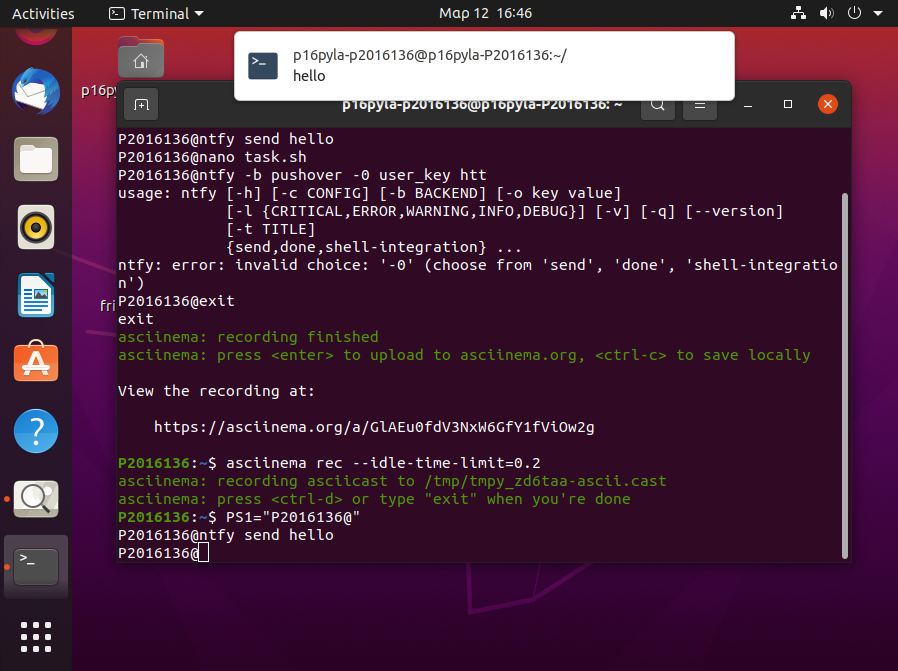 Activities
Terminal
Μαρ 12 16:46
p16pyla-p2016136@p16pyla-P2016136:~/
hello
p16py
p16pyla-p2016136@p16pyla-P2016136: ~
P2016136@ntfy send hello
P2016136@nano task.sh
P2016136@ntfy -b pushover -0 user_key htt
usage: ntfy [-h] [-c CONFIG] [-b BACKEND] [-o key value]
[-l {CRITICAL,ERROR,WARNING,INFO,DEBUG}] [-v] [-q] [--version]
[-t TITLE]
{send,done,shell-integration} ...
ntfy: error: invalid choice: '-0' (choose from 'send', 'done', 'shell-integratio
n')
fri
P2016136@exit
exit
asciinema: recording finished
asciinema: press <enter> to upload to asciinema.org, <ctrl-c> to save locally
View the recording at:
https://asciinema.org/a/GlAEu0fdV3NxW6GfY1fViOw2g
P2016136:~$ asciinema rec --idle-time-limit=0.2
asciinema: recording asciicast to /tmp/tmpy_zd6taa-ascii.cast
asciinema: press <ctrl-d> or type "exit" when you're done
P2016136:~$ PS1="P2016136@"
P2016136@ntfy send hello
P2016136@